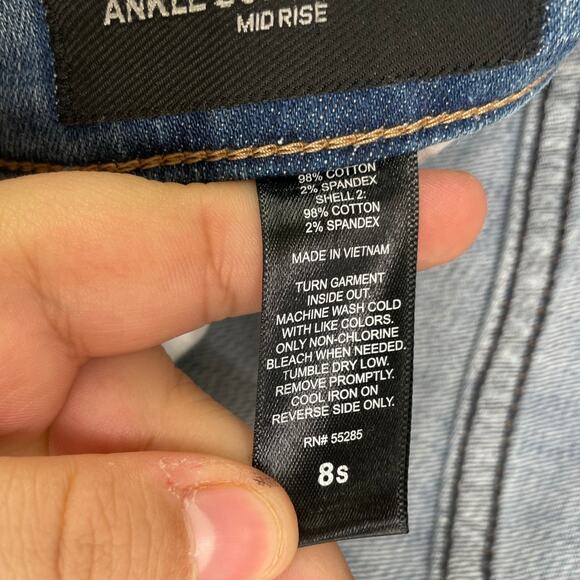 ANKLE
MID RISE
98% COTTON
2% SPANDEX
SHELL 2:
98% COTTON
2% SPANDEX
MADE IN VIETNAM
TURN GARMENT
INSIDE OUT.
MACHINE WASH COLD
WITH LIKE COLORS.
ONLY NON-CHLORINE
BLEACH WHEN NEEDED.
TUMBLE DRY LOW.
REMOVE PROMPTLY.
COOL IRON ON
REVERSE SIDE ONLY.
RN# 55285
8S